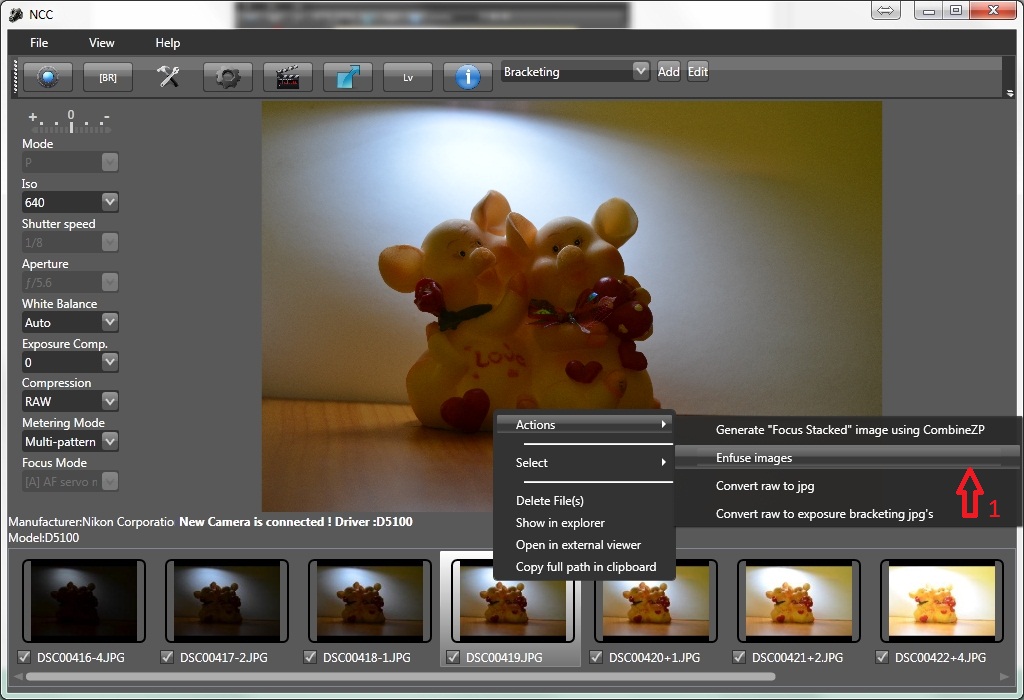 NCC
File View Help
[BR] Lv Bracketing Add Edit
+ 0 -
Mode
P
Iso
640
Shutter speed
1/8
Aperture
ƒ/5.6
White Balance
Auto
Exposure Comp.
0
Compression
RAW
Metering Mode
Multi-pattern
Focus Mode
[A] AF servo
Love
Actions
Select
Delete File(s)
Show in explorer
Open in external viewer
Copy full path in clipboard
Generate "Focus Stacked" image using CombineZP
Enfuse images
Convert raw to jpg
Convert raw to exposure bracketing jpg's
1
Manufacturer:Nikon Corporatio New Camera is connected ! Driver :D5100
Model:D5100
DSC00416-4.JPG DSC00417-2.JPG DSC00418-1.JPG DSC00419.JPG DSC00420+1.JPG DSC00421+2.JPG DSC00422+4.JPG